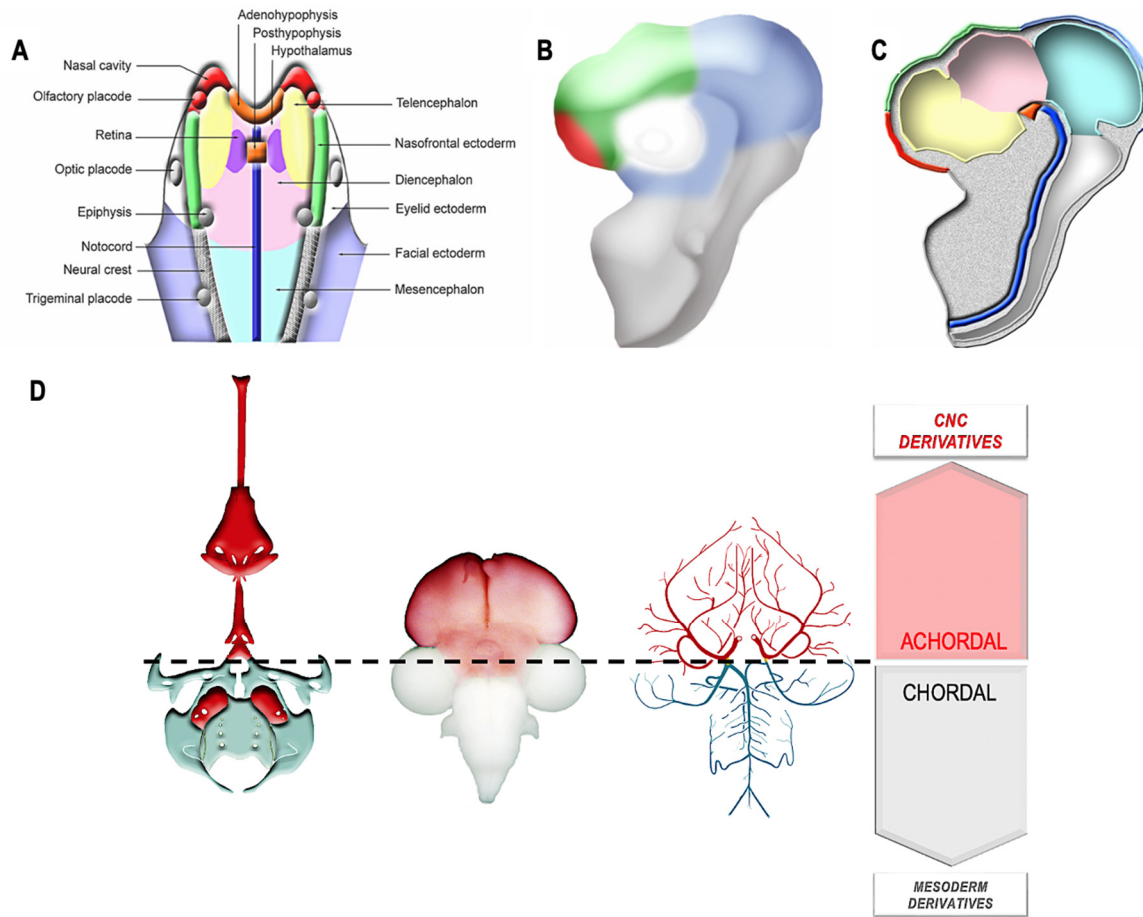 A
Adenohypophysis
Posthypophysis
Hypothalamus
Nasal cavity
Olfactory placode
Retina
Optic placode
Epiphysis
Notocord
Neural crest
Trigeminal placode
Telencephalon
Nasofrontal ectoderm
Diencephalon
Eyelid ectoderm
Facial ectoderm
Mesencephalon
B
C
D
CNC
DERIVATIVES
ACHORDAL
CHORDAL
MESODERM
DERIVATIVES